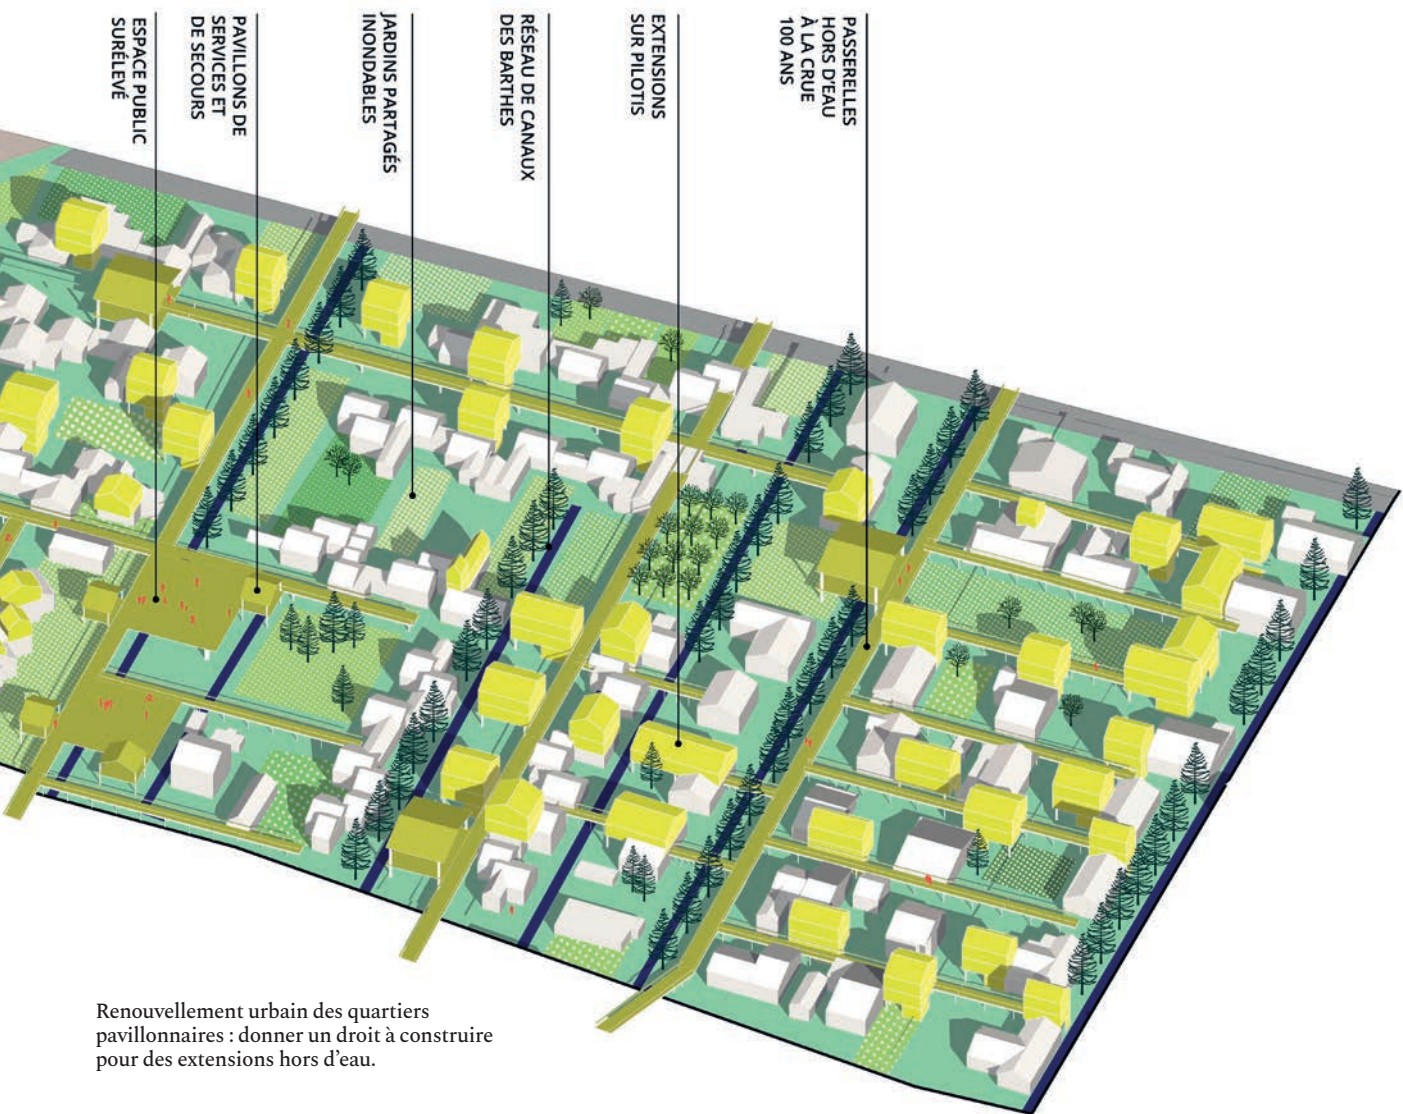 ESPACE PUBLIC
SURÉLEVÉ
PAVILLONS DE
SERVICES ET
DE SECOURS
JARDINS PARTAGÉS
INONDABLES
RÉSEAU DE CANAUX
DES BARTHES
EXTENSIONS
SUR PILOTIS
PASSERELLES
HORS D'EAU
À LA CRUE
100 ANS
Renouvellement urbain des quartiers
pavillonnaires : donner un droit à construire
pour des extensions hors d’eau.